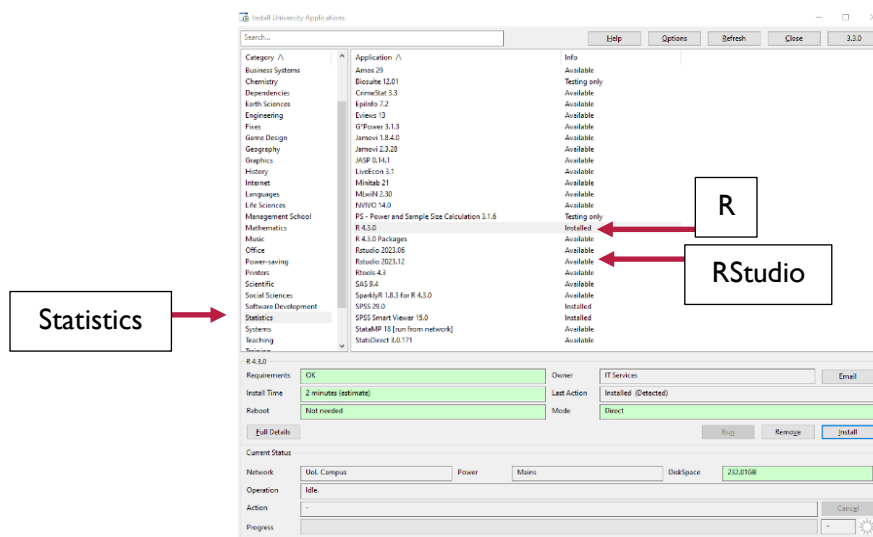 Install University Applications
Search...
Help Options Refresh Close 3.3.0
Category Application Info
Business Systems Amos 29 Available
Chemistry Biosuite 12.01 Testing only
Dependencies CrimeStat 3.3 Available
Earth Sciences EpiInfo 7.2 Available
Engineering Eviews 13 Available
Fixes G*Power 3.1.3 Available
Game Design Jamovi 1.8.4.0 Available
Geography Jamovi 2.3.28 Available
Graphics JASP 0.14.1 Available
History LiveEcon 3.1 Available
Internet Minitab 21 Available
Languages MLwiN 2.30 Available
Life Sciences NVIVO 14.0 Available
Management School PS - Power and Sample Size Calculation 3.1.6 Testing only
Mathematics R 4.3.0 Installed
Music R 4.3.0 Packages Available
Office Rstudio 2023.06 Available
Power-saving Rstudio 2023.12 Available
Printers Rtools 4.3 Available
Scientific SAS 9.4 Available
Social Sciences SparklyR 1.8.3 for R 4.3.0 Available
Software Development SPSS 29.0 Installed
Statistics SPSS Smart Viewer 15.0 Installed
Systems StataMP 18 [run from network] Available
Teaching StatsDirect 3.0.171 Available
Training
R
RStudio
Statistics
R 4.3.0
Requirements OK Owner IT Services Email
Install Time 2 minutes (estimate) Last Action Installed (Detected)
Reboot Not needed Mode Direct
Full Details Run Remove Install
Current Status
Network UoL Campus Power Mains DiskSpace 232.01GB
Operation Idle.
Action - Cancel
Progress -